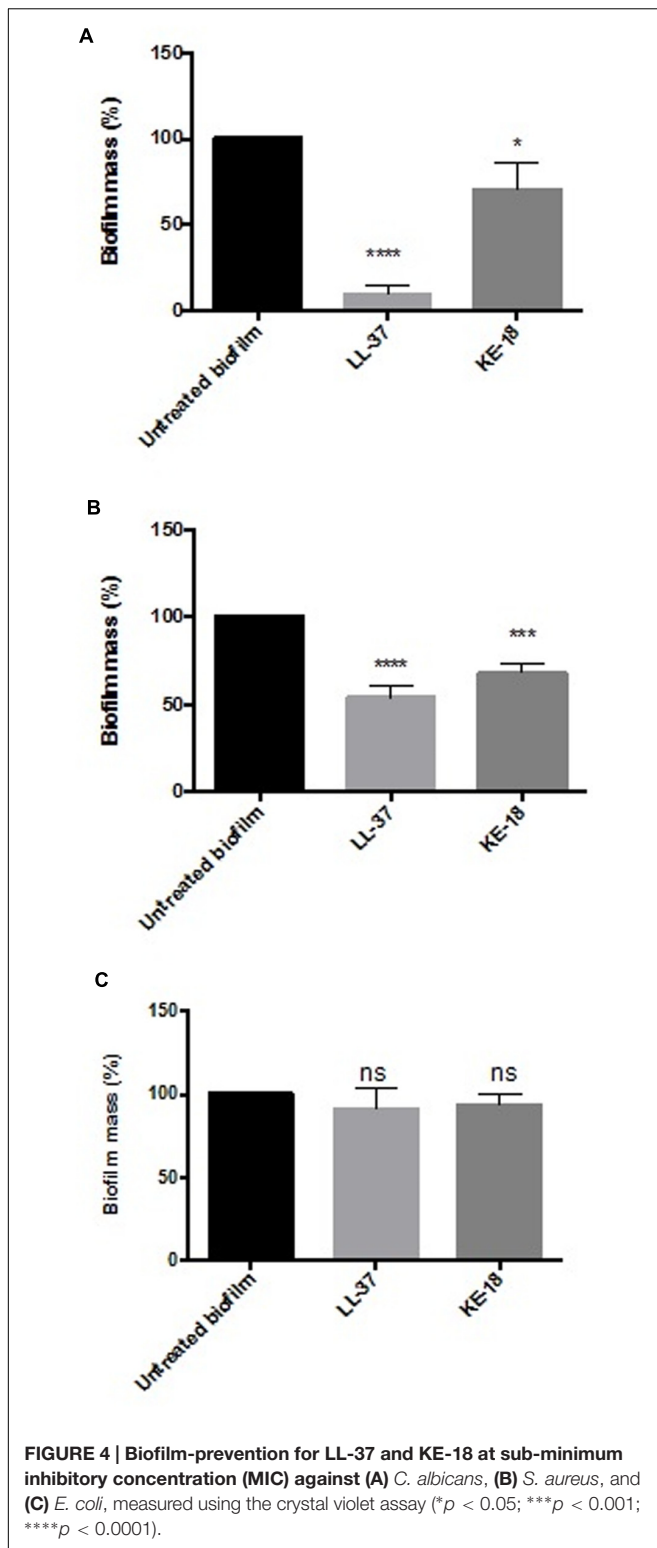 A
150
100
50
0
Biofilm mass (%)
****
*
Untreated biofilm
LL-37
KE-18
B
150
100
50
0
Biofilm mass (%)
****
***
Untreated biofilm
LL-37
KE-18
C
150
100
50
0
Biofilm mass (%)
ns
ns
Untreated biofilm
LL-37
KE-18
FIGURE 4 | Biofilm-prevention for LL-37 and KE-18 at sub-minimum
inhibitory concentration (MIC) against (A) C. albicans, (B) S. aureus, and
(C) E. coli, measured using the crystal violet assay (*p < 0.05; ***p < 0.001;
****p < 0.0001).